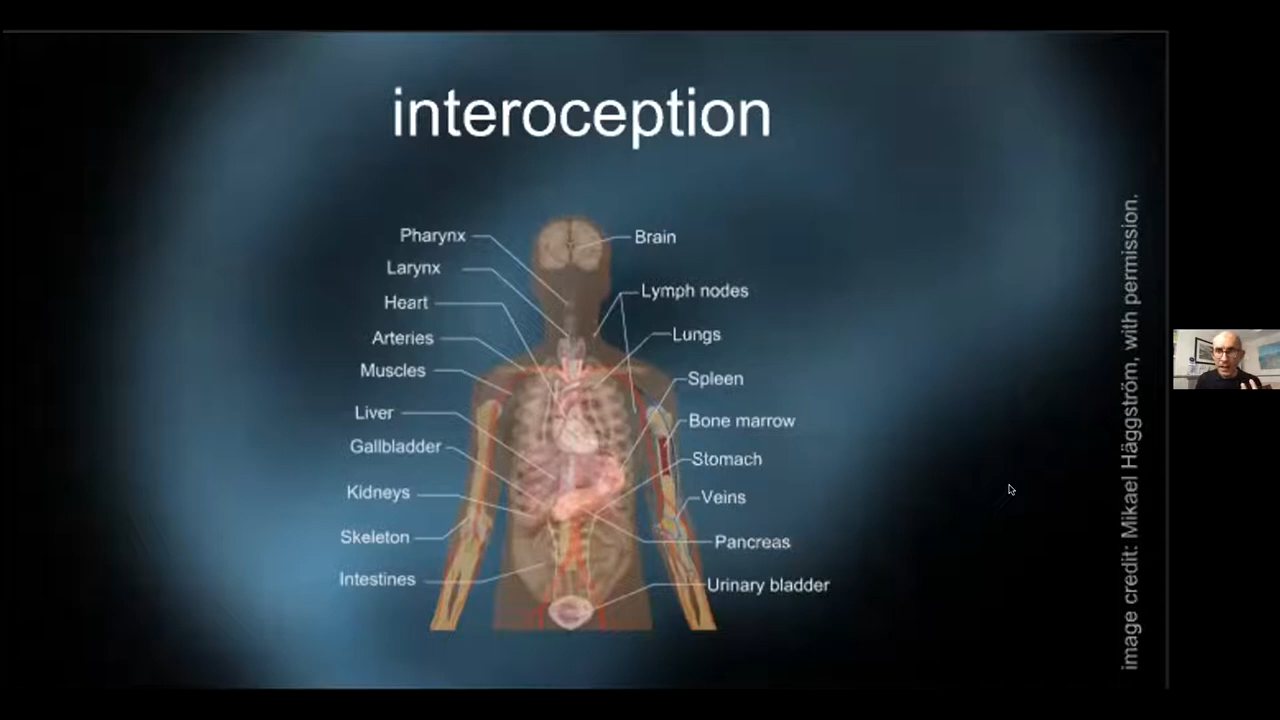 interoception
Pharynx
Larynx
Heart
Arteries
Muscles
Liver
Gallbladder
Kidneys
Skeleton
Intestines
Brain
Lymph nodes
Lungs
Spleen
Bone marrow
Stomach
Veins
Pancreas
Urinary bladder
image credit: Mikael Häggström, with permission.